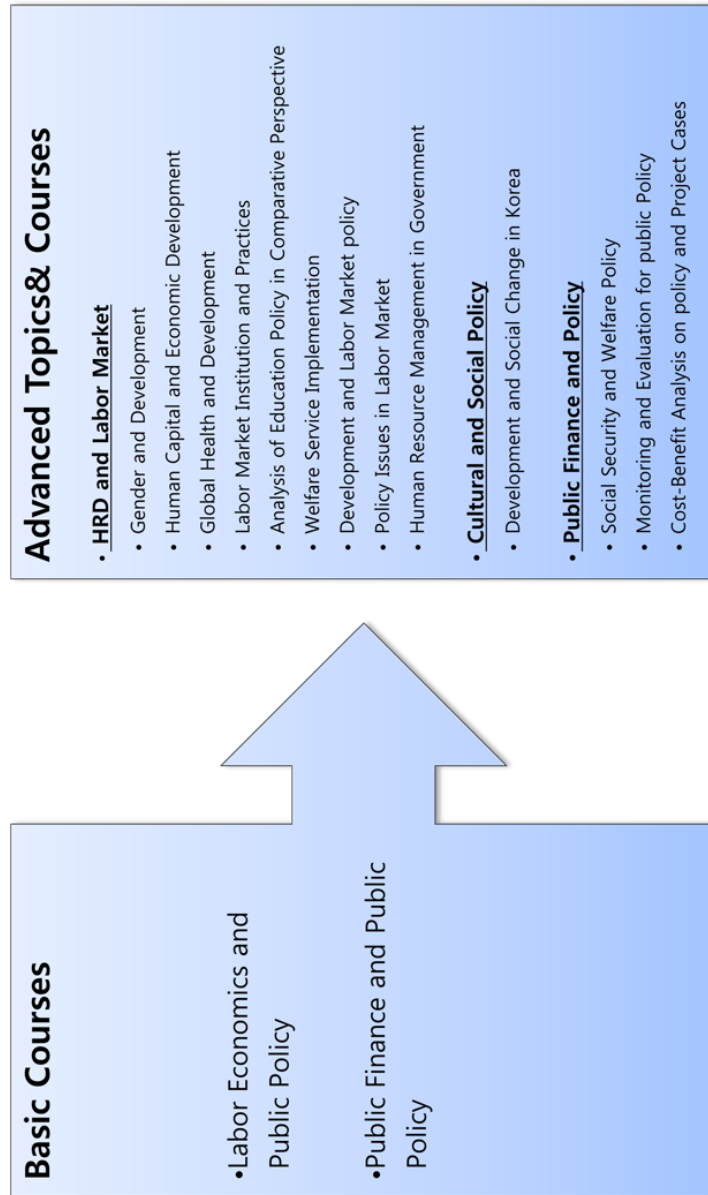 Basic Courses
•Labor Economics and
Public Policy
•Public Finance and Public
Policy
Advanced Topics& Courses
• HRD and Labor Market
• Gender and Development
• Human Capital and Economic Development
• Global Health and Development
• Labor Market Institution and Practices
• Analysis of Education Policy in Comparative Perspective
• Welfare Service Implementation
• Development and Labor Market policy
• Policy Issues in Labor Market
• Human Resource Management in Government
• Cultural and Social Policy
• Development and Social Change in Korea
• Public Finance and Policy
• Social Security and Welfare Policy
• Monitoring and Evaluation for public Policy
• Cost-Benefit Analysis on policy and Project Cases